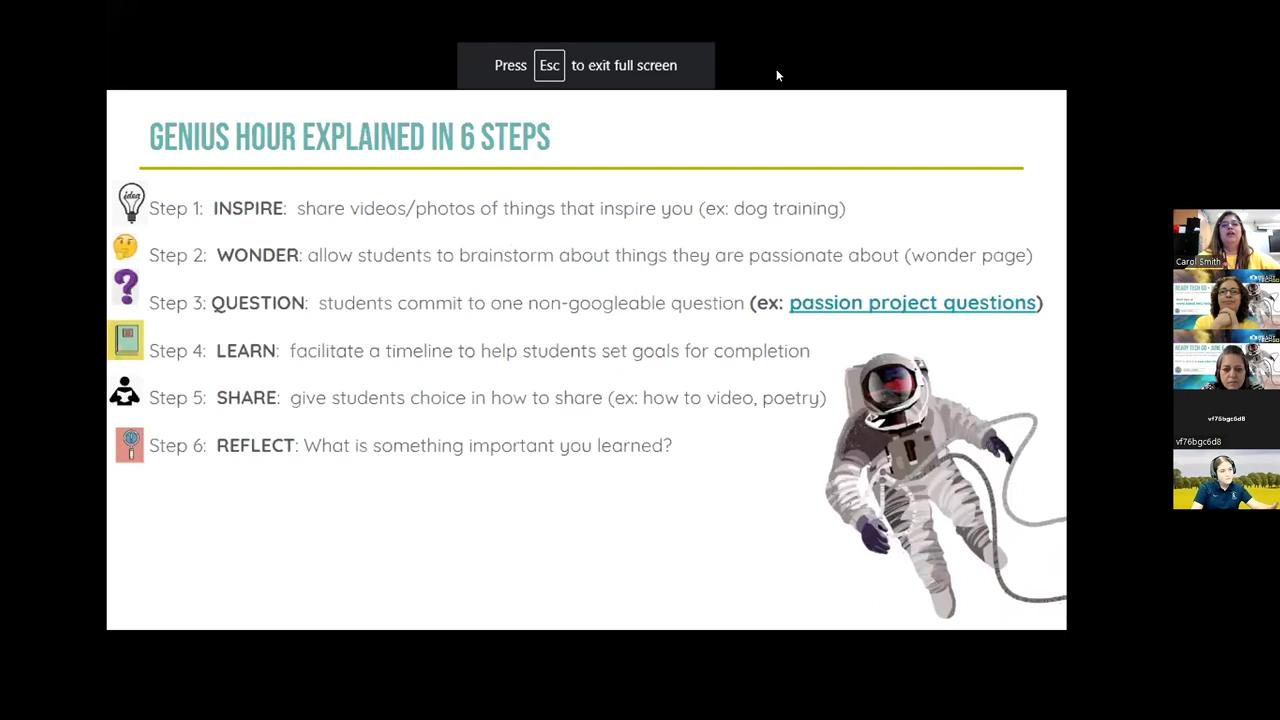 Press Esc to exit full screen
GENIUS HOUR EXPLAINED IN 6 STEPS
idea
Step 1: INSPIRE: share videos/photos of things that inspire you (ex: dog training)
Step 2: WONDER: allow students to brainstorm about things they are passionate about (wonder page)
Step 3: QUESTION: students commit to one non-googleable question (ex: passion project questions)
Step 4: LEARN: facilitate a timeline to help students set goals for completion
Step 5: SHARE: give students choice in how to share (ex: how to video, poetry)
Step 6: REFLECT: What is something important you learned?
Carol Smith
vf76bgc6d8
vf76bgc6d8